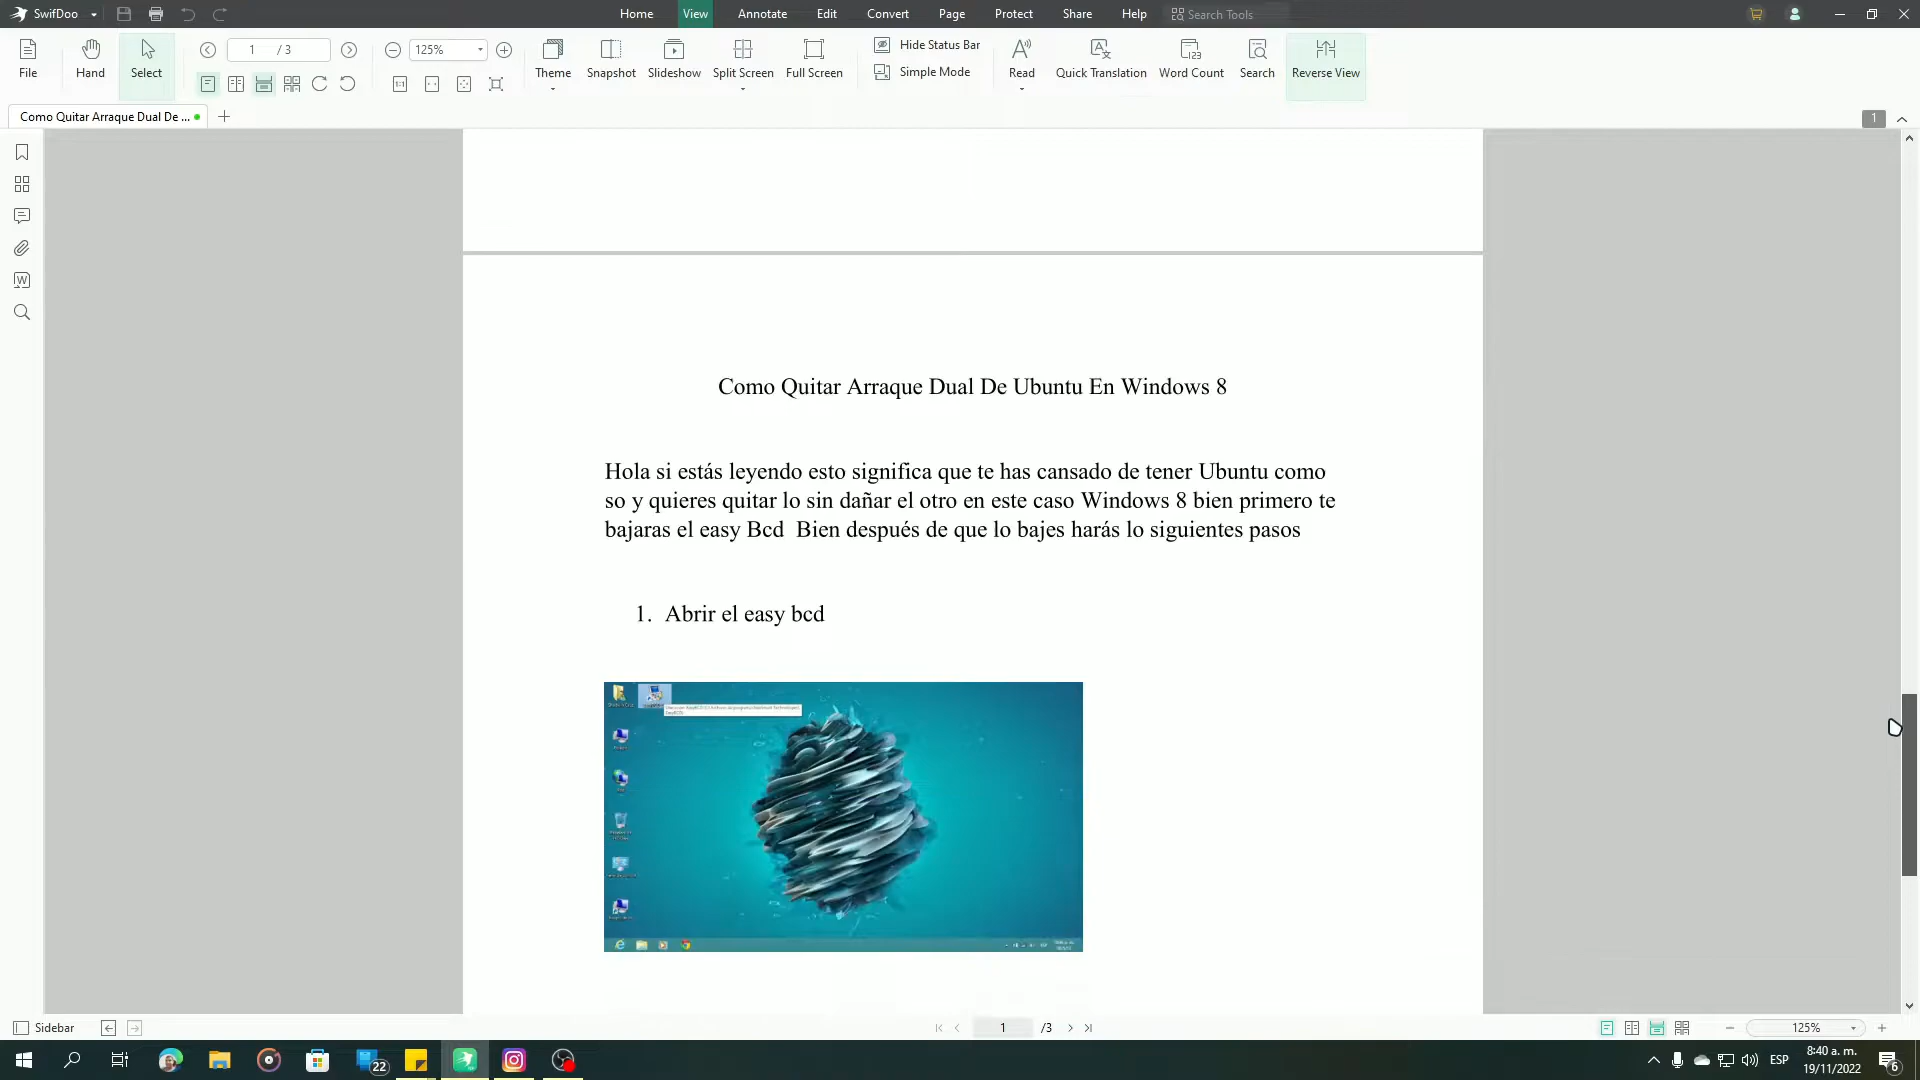 SwifDoo
Home View Annotate Edit Convert Page Protect Share Help Search Tools
File Hand Select 1 / 3 125% Theme Snapshot Slideshow Split Screen Full Screen
Hide Status Bar
Simple Mode
Read Quick Translation Word Count Search Reverse View
Como Quitar Arraque Dual De ...
1
Como Quitar Arraque Dual De Ubuntu En Windows 8
Hola si estás leyendo esto significa que te has cansado de tener Ubuntu como
so y quieres quitar lo sin dañar el otro en este caso Windows 8 bien primero te
bajaras el easy Bcd Bien después de que lo bajes harás lo siguientes pasos
1. Abrir el easy bcd
Sidebar 1 /3 125%
22 ESP 8:40 a. m.
19/11/2022 6